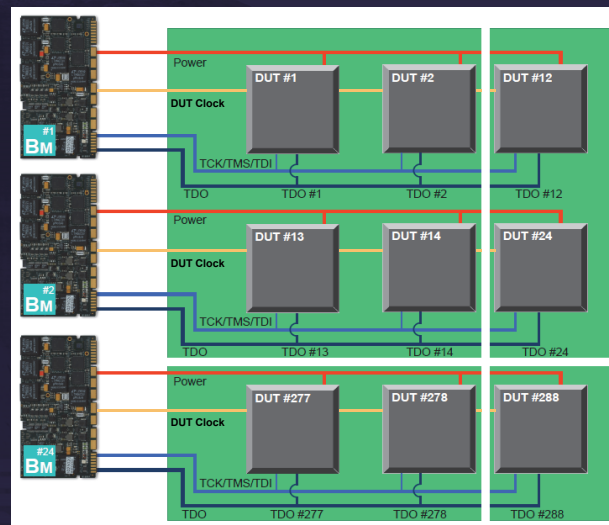 Power
DUT #1
DUT #2
DUT #12
DUT Clock
#1
BM
TCK/TMS/TDI
TDO
TDO #1
TDO #2
TDO #12
Power
DUT #13
DUT #14
DUT #24
DUT Clock
#2
BM
TCK/TMS/TDI
TDO
TDO #13
TDO #14
TDO #24
Power
DUT #277
DUT #278
DUT #288
DUT Clock
#24
BM
TCK/TMS/TDI
TDO
TDO #277
TDO #278
TDO #288